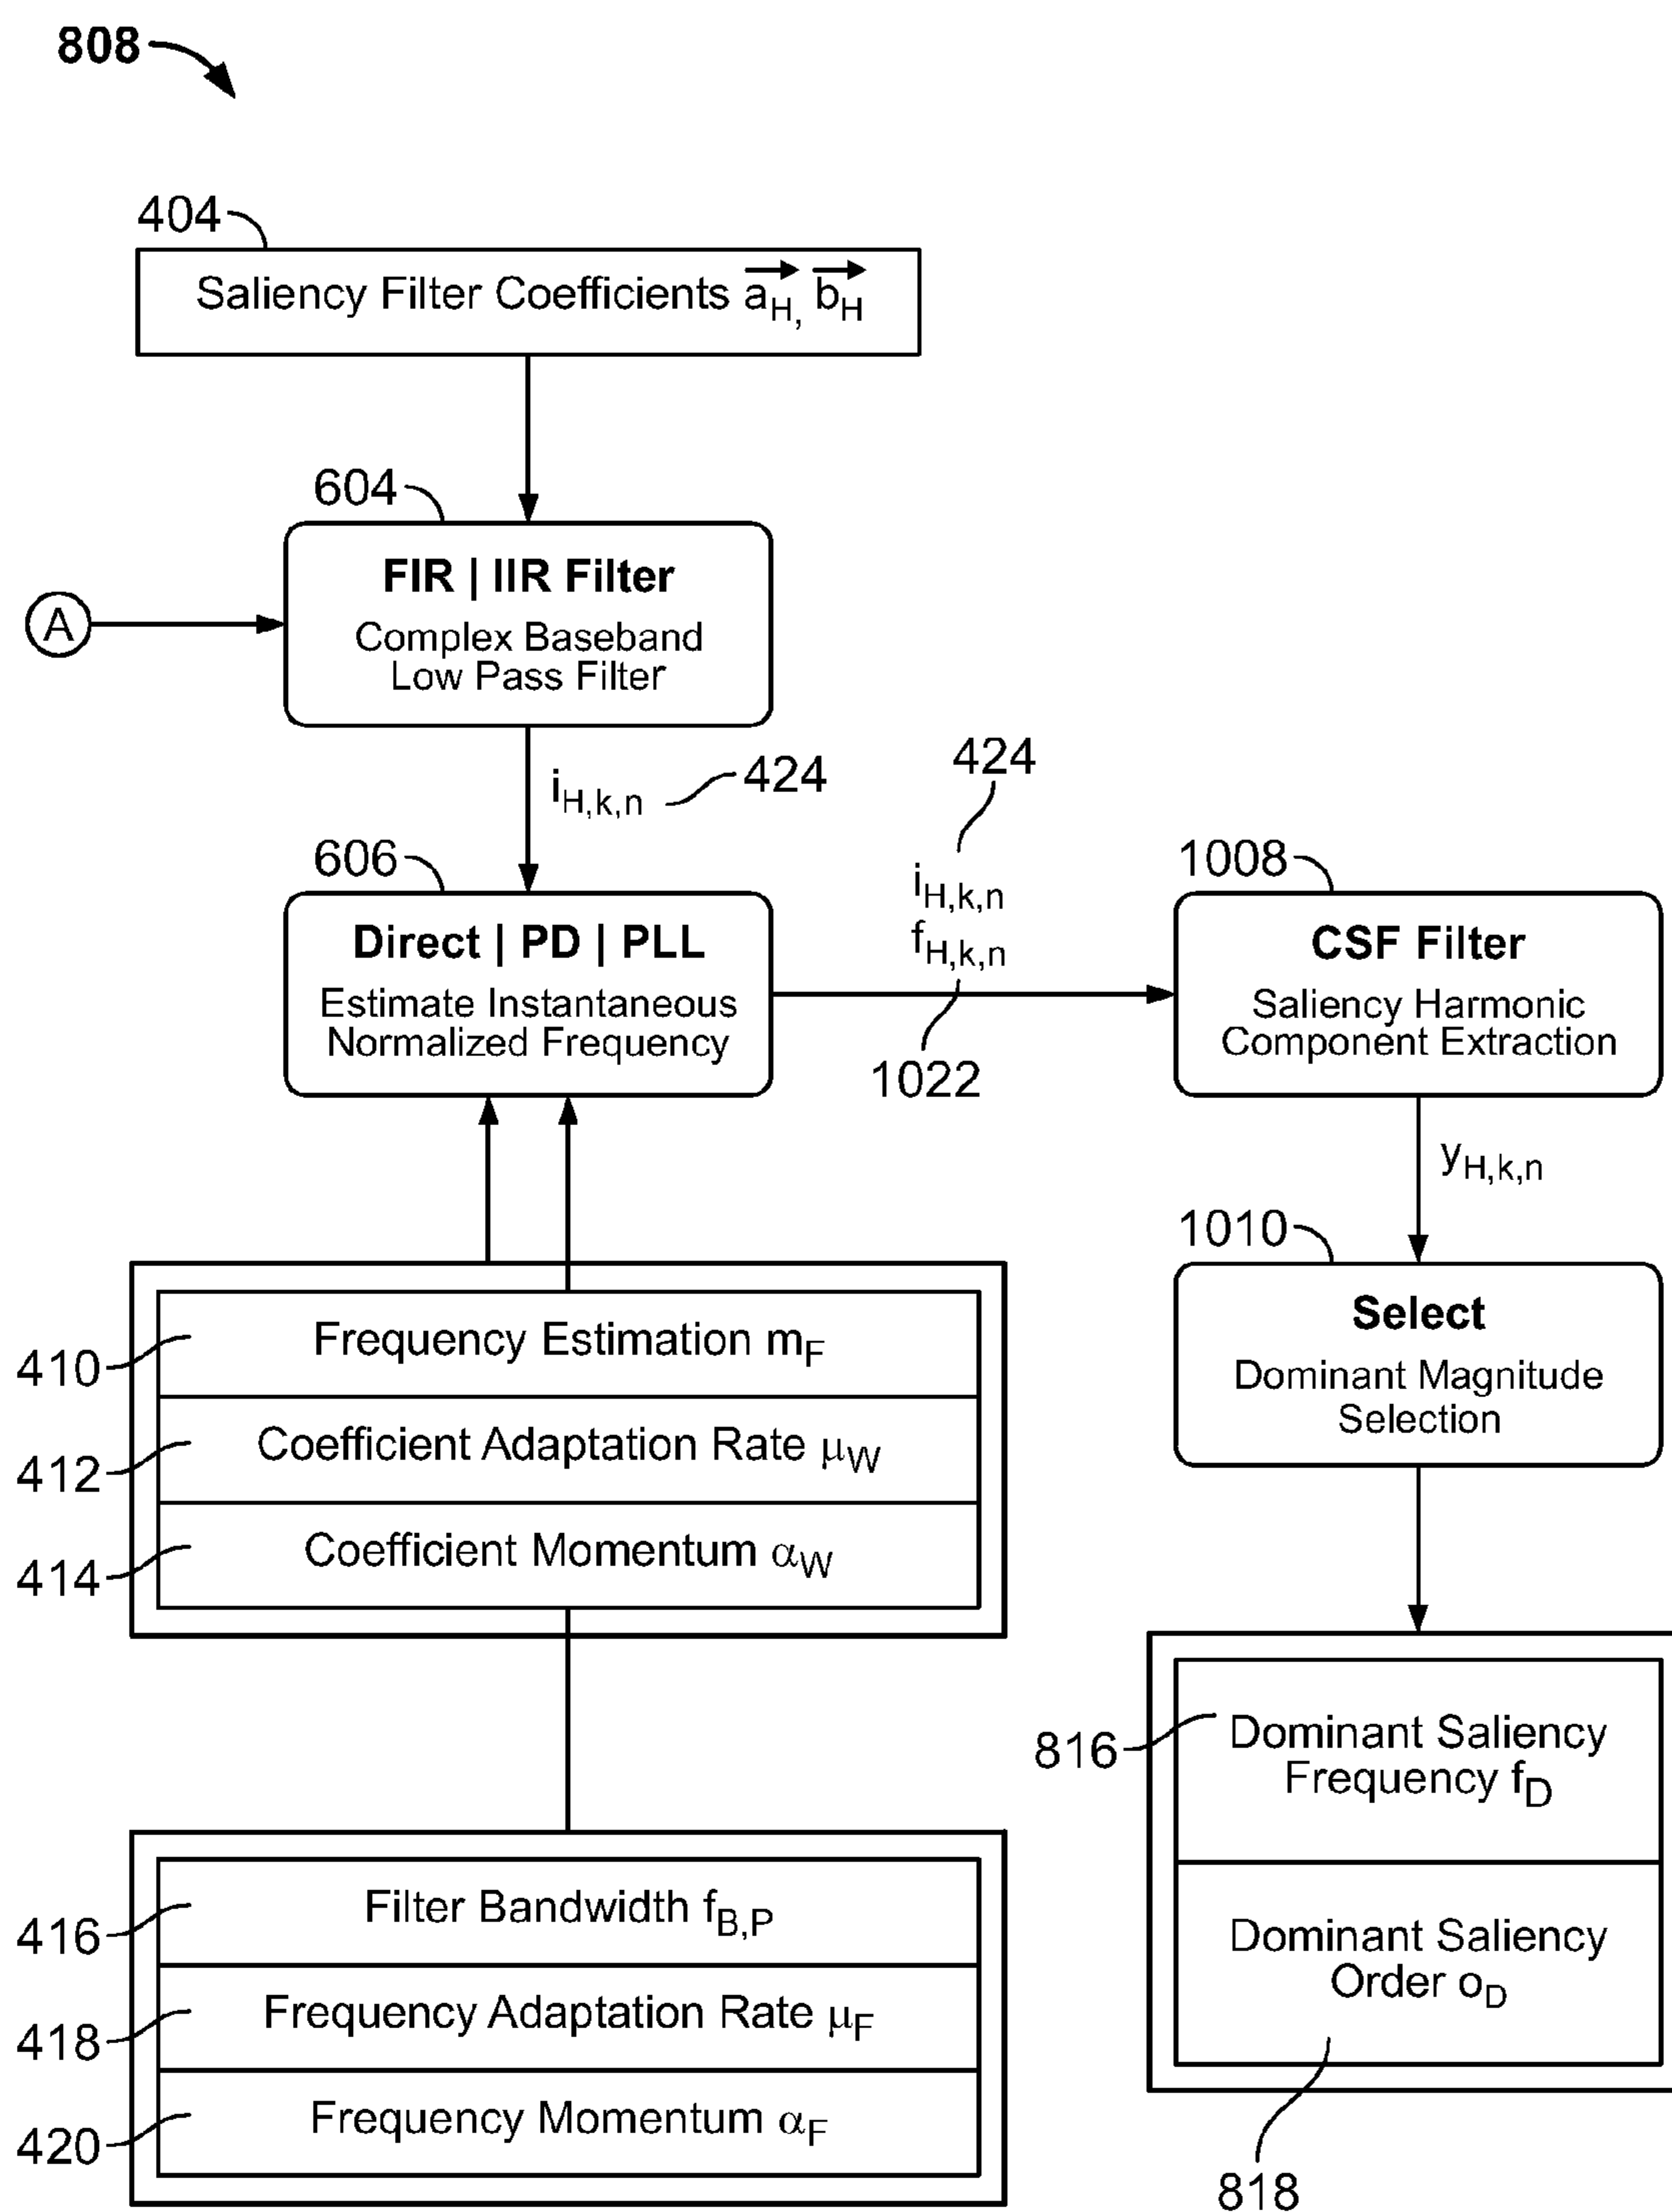 808
404
Saliency Filter Coefficients a⃗_H, b⃗_H
604
FIR | IIR Filter
Complex Baseband
Low Pass Filter
A
i_H,k,n
424
424
i_H,k,n
f_H,k,n
1022
606
Direct | PD | PLL
Estimate Instantaneous
Normalized Frequency
1008
CSF Filter
Saliency Harmonic
Component Extraction
y_H,k,n
1010
Select
Dominant Magnitude
Selection
410
Frequency Estimation m_F
412
Coefficient Adaptation Rate μ_W
414
Coefficient Momentum α_W
816
Dominant Saliency
Frequency f_D
Dominant Saliency
Order o_D
818
416
Filter Bandwidth f_B,P
418
Frequency Adaptation Rate μ_F
420
Frequency Momentum α_F